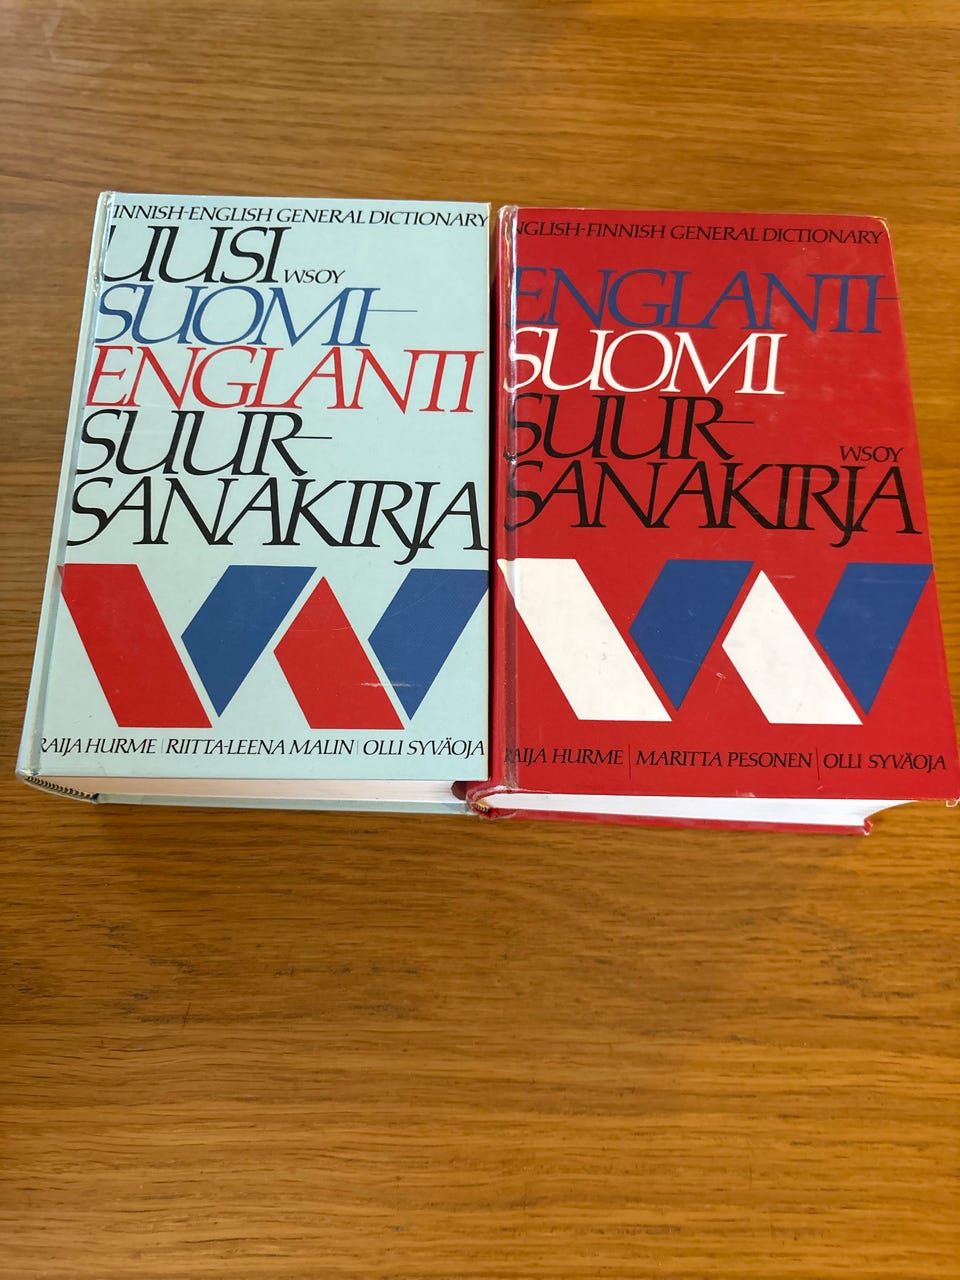 FINNISH-ENGLISH GENERAL DICTIONARY
UUSI WSOY
SUOMI-
ENGLANTI
SUUR-
SANAKIRJA
RAIJA HURME | RIITTA-LEENA MALIN | OLLI SYVÄOJA
ENGLISH-FINNISH GENERAL DICTIONARY
ENGLANTI-
SUOMI
SUUR-
WSOY
SANAKIRJA
RAIJA HURME | MARITTA PESONEN | OLLI SYVÄOJA